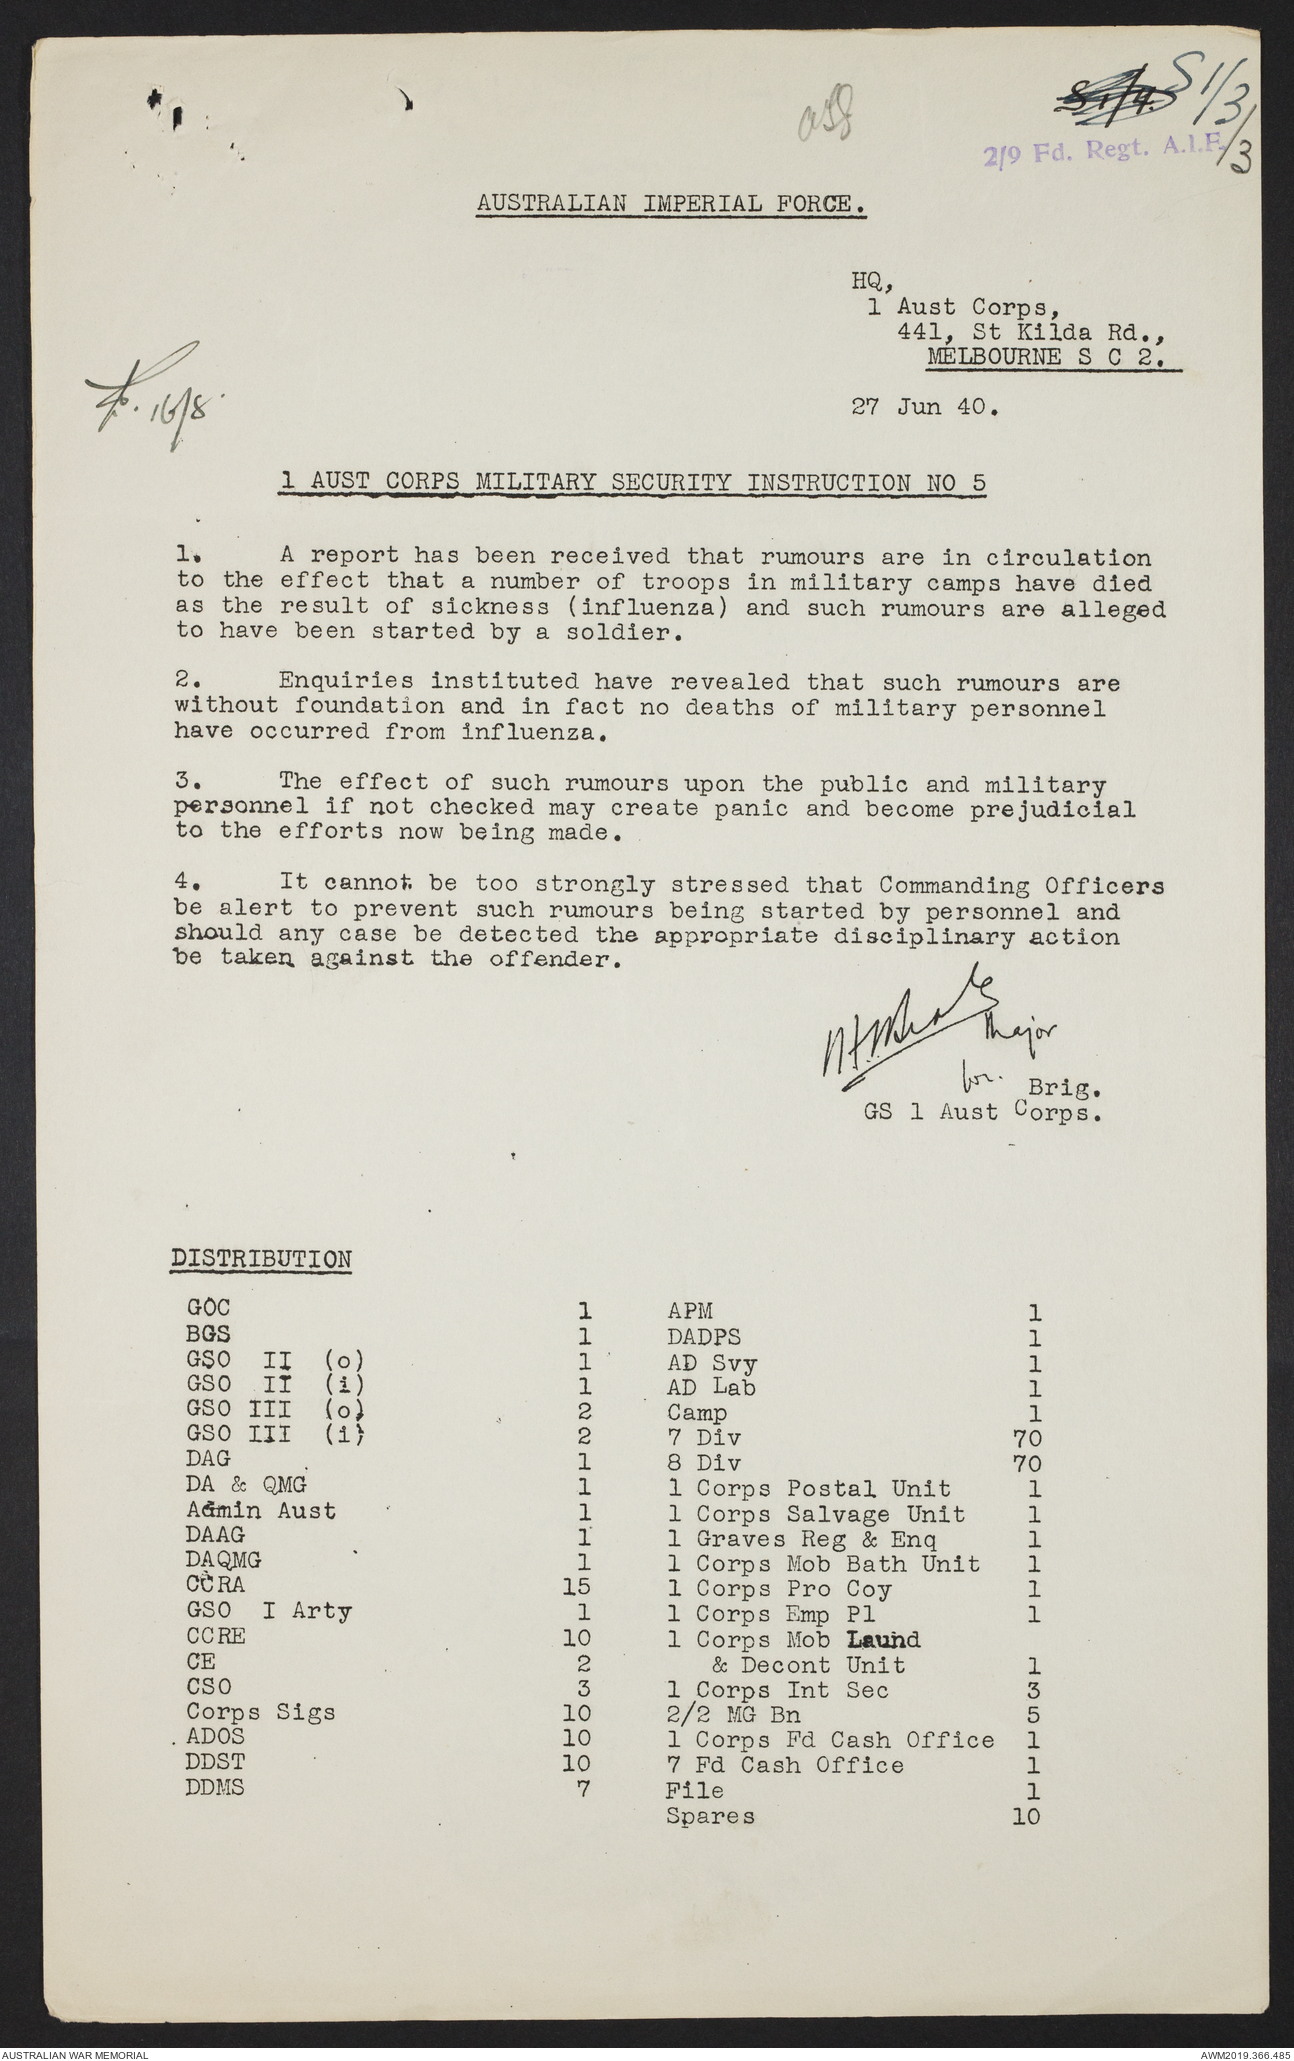 S 1/3/3
2/9 Fd. Regt. A.I.F.
AUSTRALIAN IMPERIAL FORCE.
HQ,
1 Aust Corps,
441, St Kilda Rd.,
MELBOURNE S C 2.
16/8
27 Jun 40.
1 AUST CORPS MILITARY SECURITY INSTRUCTION NO 5
1. A report has been received that rumours are in circulation
to the effect that a number of troops in military camps have died
as the result of sickness (influenza) and such rumours are alleged
to have been started by a soldier.
2. Enquiries instituted have revealed that such rumours are
without foundation and in fact no deaths of military personnel
have occurred from influenza.
3. The effect of such rumours upon the public and military
personnel if not checked may create panic and become prejudicial
to the efforts now being made.
4. It cannot be too strongly stressed that Commanding Officers
be alert to prevent such rumours being started by personnel and
should any case be detected the appropriate disciplinary action
be taken against the offender.
Major
for Brig.
GS 1 Aust Corps.
DISTRIBUTION
GOC 1
BGS 1
GSO II (o) 1
GSO II (i) 1
GSO III (o) 2
GSO III (i) 2
DAG 1
DA & QMG 1
Admin Aust 1
DAAG 1
DAQMG 1
CCRA 15
GSO I Arty 1
CCRE 10
CE 2
CSO 3
Corps Sigs 10
ADOS 10
DDST 10
DDMS 7
APM 1
DADPS 1
AD Svy 1
AD Lab 1
Camp 1
7 Div 70
8 Div 70
1 Corps Postal Unit 1
1 Corps Salvage Unit 1
1 Graves Reg & Enq 1
1 Corps Mob Bath Unit 1
1 Corps Pro Coy 1
1 Corps Emp Pl 1
1 Corps Mob Laund
& Decont Unit 1
1 Corps Int Sec 3
2/2 MG Bn 5
1 Corps Fd Cash Office 1
7 Fd Cash Office 1
File 1
Spares 10
AUSTRALIAN WAR MEMORIAL
AWM2019.366.485